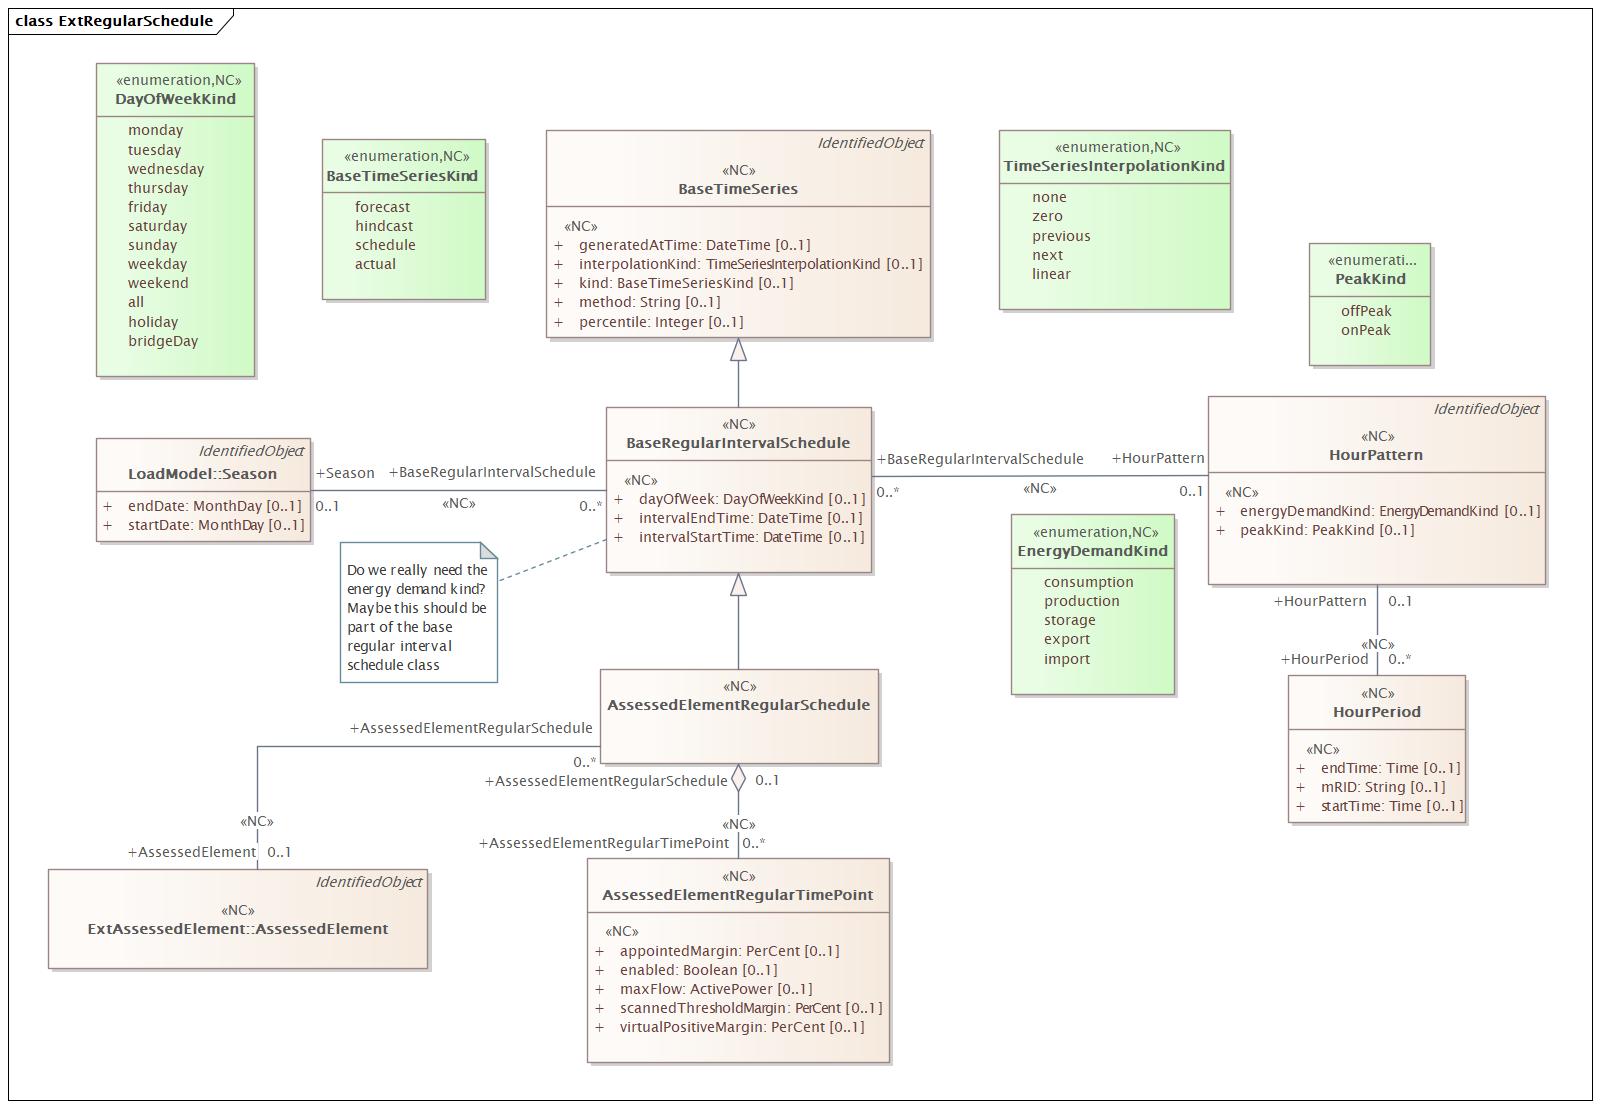 class ExtRegularSchedule
«enumeration,NC»
DayOfWeekKind
monday
tuesday
wednesday
thursday
friday
saturday
sunday
weekday
weekend
all
holiday
bridgeDay
«enumeration,NC»
BaseTimeSeriesKind
forecast
hindcast
schedule
actual
IdentifiedObject
«NC»
BaseTimeSeries
«NC»
+ generatedAtTime: DateTime [0..1]
+ interpolationKind: TimeSeriesInterpolationKind [0..1]
+ kind: BaseTimeSeriesKind [0..1]
+ method: String [0..1]
+ percentile: Integer [0..1]
«enumeration,NC»
TimeSeriesInterpolationKind
none
zero
previous
next
linear
«enumerati...
PeakKind
offPeak
onPeak
IdentifiedObject
LoadModel::Season
+ endDate: MonthDay [0..1]
+ startDate: MonthDay [0..1]
+Season
+BaseRegularIntervalSchedule
0..1
«NC»
0..*
«NC»
BaseRegularIntervalSchedule
«NC»
+ dayOfWeek: DayOfWeekKind [0..1]
+ intervalEndTime: DateTime [0..1]
+ intervalStartTime: DateTime [0..1]
+BaseRegularIntervalSchedule
+HourPattern
0..*
«NC»
0..1
IdentifiedObject
«NC»
HourPattern
«NC»
+ energyDemandKind: EnergyDemandKind [0..1]
+ peakKind: PeakKind [0..1]
Do we really need the
energy demand kind?
Maybe this should be
part of the base
regular interval
schedule class
«enumeration,NC»
EnergyDemandKind
consumption
production
storage
export
import
+HourPattern
0..1
«NC»
+HourPeriod
0..*
«NC»
HourPeriod
«NC»
+ endTime: Time [0..1]
+ mRID: String [0..1]
+ startTime: Time [0..1]
«NC»
AssessedElementRegularSchedule
+AssessedElementRegularSchedule
0..*
+AssessedElementRegularSchedule
0..1
«NC»
+AssessedElement
0..1
«NC»
+AssessedElementRegularTimePoint
0..*
IdentifiedObject
«NC»
ExtAssessedElement::AssessedElement
«NC»
AssessedElementRegularTimePoint
«NC»
+ appointedMargin: PerCent [0..1]
+ enabled: Boolean [0..1]
+ maxFlow: ActivePower [0..1]
+ scannedThresholdMargin: PerCent [0..1]
+ virtualPositiveMargin: PerCent [0..1]